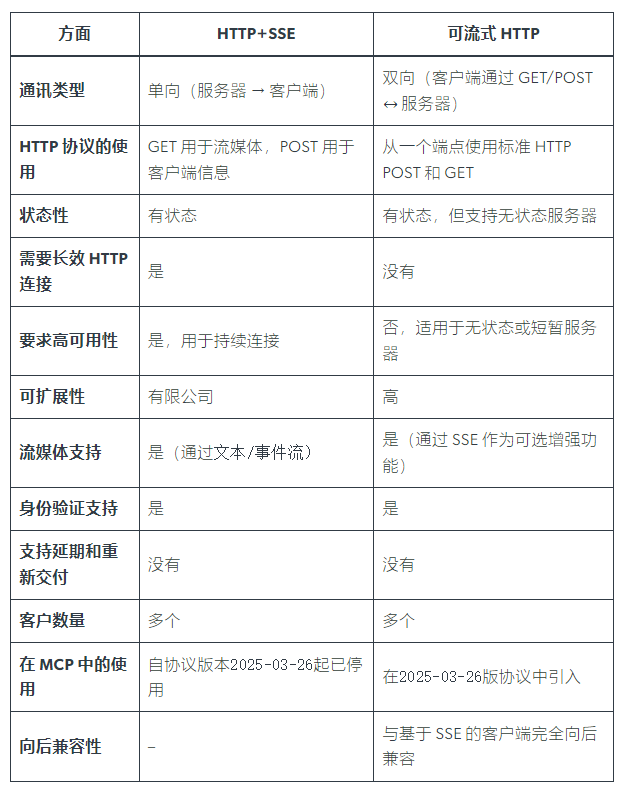 方面 HTTP+SSE 可流式 HTTP
通讯类型 单向（服务器 → 客户端） 双向（客户端通过 GET/POST
↔ 服务器）
HTTP 协议的使
用 GET 用于流媒体，POST 用于
客户端信息 从一个端点使用标准 HTTP
POST 和 GET
状态性 有状态 有状态，但支持无状态服务器
需要长效 HTTP
连接 是 没有
要求高可用性 是，用于持续连接 否，适用于无状态或短暂服务
器
可扩展性 有限公司 高
流媒体支持 是（通过文本/事件流） 是（通过 SSE 作为可选增强功
能）
身份验证支持 是 是
支持延期和重
新交付 没有 没有
客户数量 多个 多个
在 MCP 中的使
用 自协议版本2025-03-26起已停
用 在2025-03-26版协议中引入
向后兼容性 – 与基于 SSE 的客户端完全向后
兼容